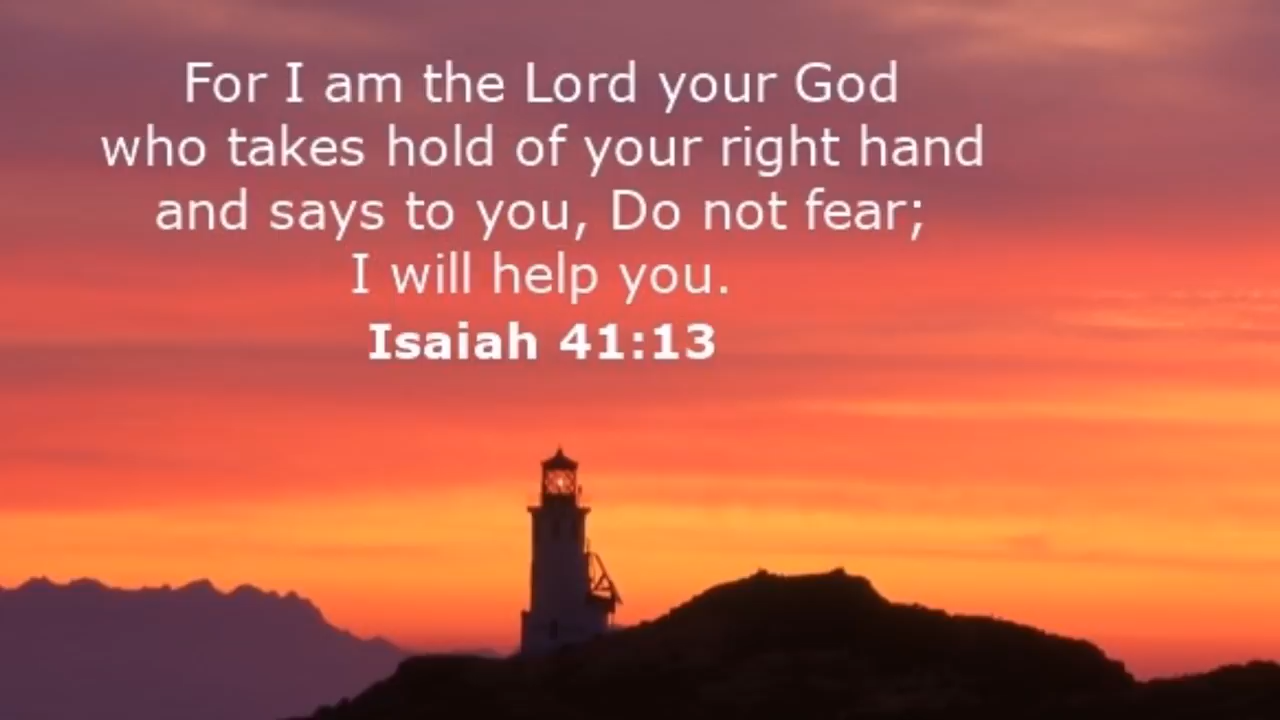 For I am the Lord your God
who takes hold of your right hand
and says to you, Do not fear;
I will help you.
Isaiah 41:13